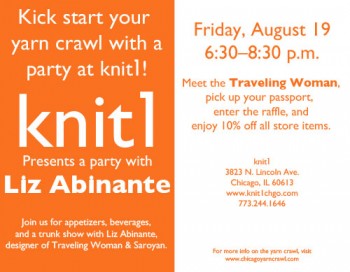 Kick start your
yarn crawl with a
party at knit1!
knit1
Presents a party with
Liz Abinante
Join us for appetizers, beverages,
and a trunk show with Liz Abinante,
designer of Traveling Woman & Saroyan.
Friday, August 19
6:30–8:30 p.m.
Meet the Traveling Woman,
pick up your passport,
enter the raffle, and
enjoy 10% off all store items.
knit1
3823 N. Lincoln Ave.
Chicago, IL 60613
www.knit1chgo.com
773.244.1646
For more info on the yarn crawl, visit
www.chicagoyarncrawl.com